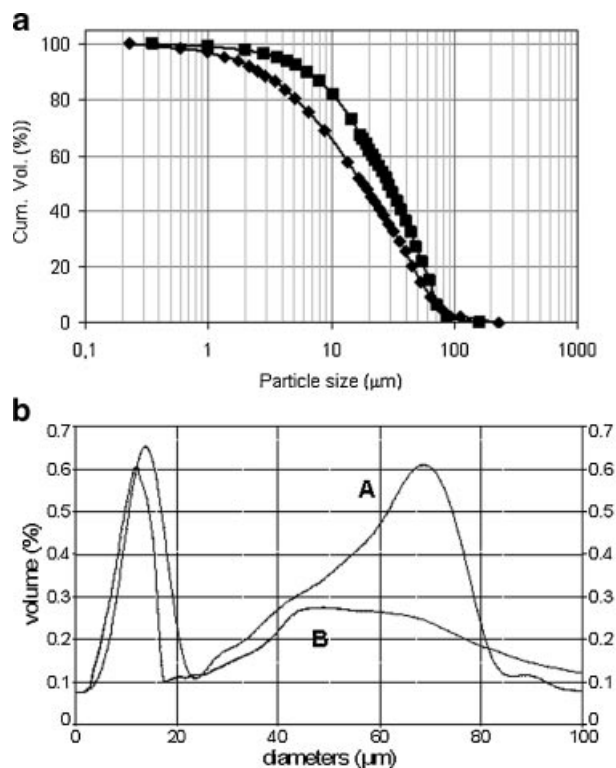 a
100
80
60
40
20
0
Cum. Vol. (%))
0,1 1 10 100 1000
Particle size (µm)
b
0.7 0.7
0.6 0.6
0.5 0.5
0.4 0.4
0.3 0.3
0.2 0.2
0.1 0.1
0 0
volume (%)
A
B
0 20 40 60 80 100
diameters (µm)